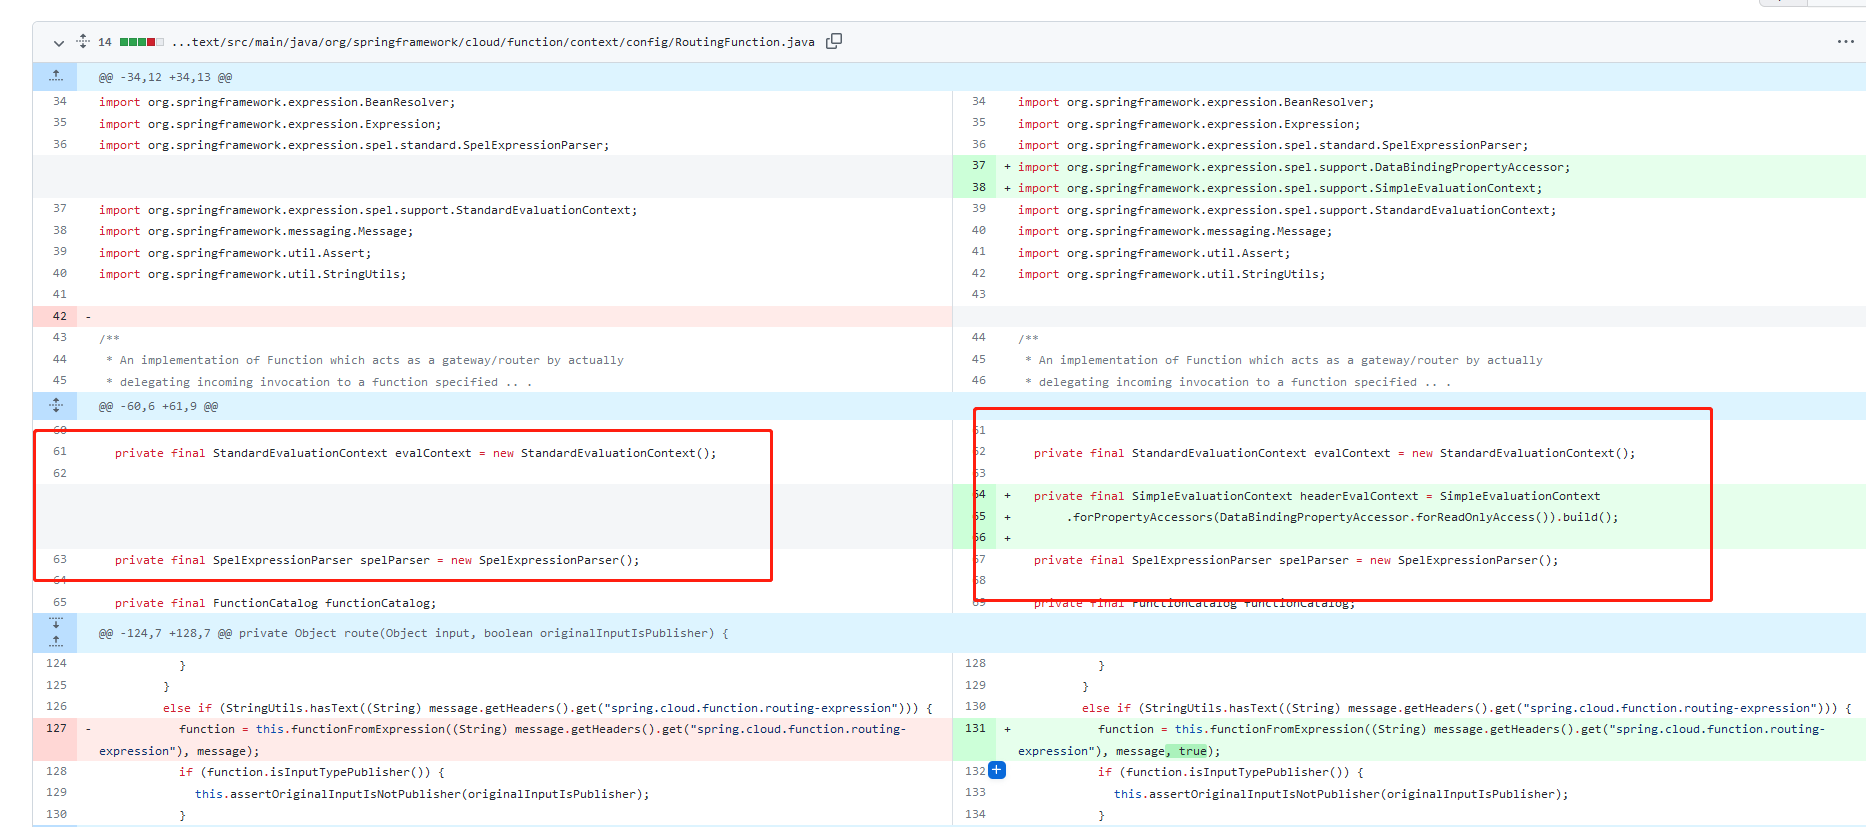 14 ...text/src/main/java/org/springframework/cloud/function/context/config/RoutingFunction.java
@@ -34,12 +34,13 @@
34 import org.springframework.expression.BeanResolver;
35 import org.springframework.expression.Expression;
36 import org.springframework.expression.spel.standard.SpelExpressionParser;
37 import org.springframework.expression.spel.support.StandardEvaluationContext;
38 import org.springframework.messaging.Message;
39 import org.springframework.util.Assert;
40 import org.springframework.util.StringUtils;
41
42 -
43 /**
44 * An implementation of Function which acts as a gateway/router by actually
45 * delegating incoming invocation to a function specified .. .
@@ -60,6 +61,9 @@
60
61 private final StandardEvaluationContext evalContext = new StandardEvaluationContext();
62
63 private final SpelExpressionParser spelParser = new SpelExpressionParser();
64
65 private final FunctionCatalog functionCatalog;
@@ -124,7 +128,7 @@ private Object route(Object input, boolean originalInputIsPublisher) {
124 }
125 }
126 else if (StringUtils.hasText((String) message.getHeaders().get("spring.cloud.function.routing-expression"))) {
127 - function = this.functionFromExpression((String) message.getHeaders().get("spring.cloud.function.routing-
expression"), message);
128 if (function.isInputTypePublisher()) {
129 this.assertOriginalInputIsNotPublisher(originalInputIsPublisher);
130 }
34 import org.springframework.expression.BeanResolver;
35 import org.springframework.expression.Expression;
36 import org.springframework.expression.spel.standard.SpelExpressionParser;
37 + import org.springframework.expression.spel.support.DataBindingPropertyAccessor;
38 + import org.springframework.expression.spel.support.SimpleEvaluationContext;
39 import org.springframework.expression.spel.support.StandardEvaluationContext;
40 import org.springframework.messaging.Message;
41 import org.springframework.util.Assert;
42 import org.springframework.util.StringUtils;
43
44 /**
45 * An implementation of Function which acts as a gateway/router by actually
46 * delegating incoming invocation to a function specified .. .
61
62 private final StandardEvaluationContext evalContext = new StandardEvaluationContext();
63
64 + private final SimpleEvaluationContext headerEvalContext = SimpleEvaluationContext
65 + .forPropertyAccessors(DataBindingPropertyAccessor.forReadOnlyAccess()).build();
66 +
67 private final SpelExpressionParser spelParser = new SpelExpressionParser();
68
69 private final FunctionCatalog functionCatalog;
128 }
129 }
130 else if (StringUtils.hasText((String) message.getHeaders().get("spring.cloud.function.routing-expression"))) {
131 + function = this.functionFromExpression((String) message.getHeaders().get("spring.cloud.function.routing-
expression"), message, true);
132 if (function.isInputTypePublisher()) {
133 this.assertOriginalInputIsNotPublisher(originalInputIsPublisher);
134 }